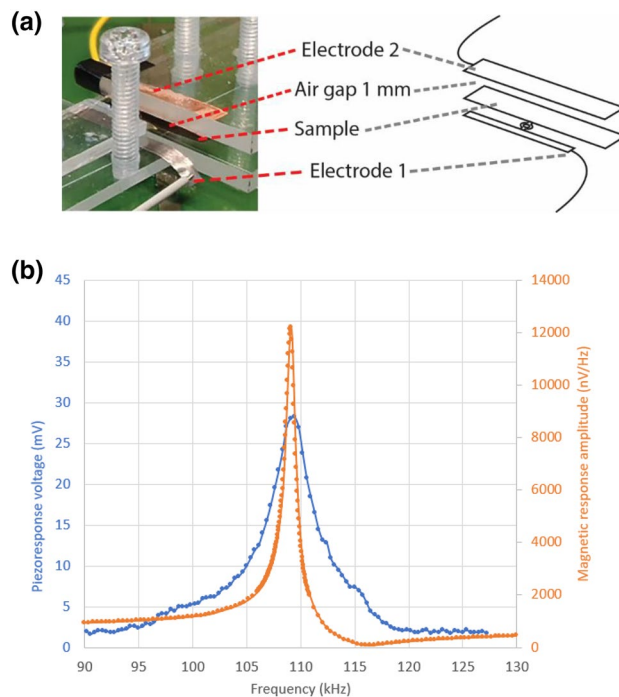 (a)
Electrode 2
Air gap 1 mm
Sample
Electrode 1
(b)
45
40
35
30
25
20
15
10
5
0
Piezoresponse voltage (mV)
14000
12000
10000
8000
6000
4000
2000
0
Magnetic response amplitude (nV/Hz)
90 95 100 105 110 115 120 125 130
Frequency (kHz)